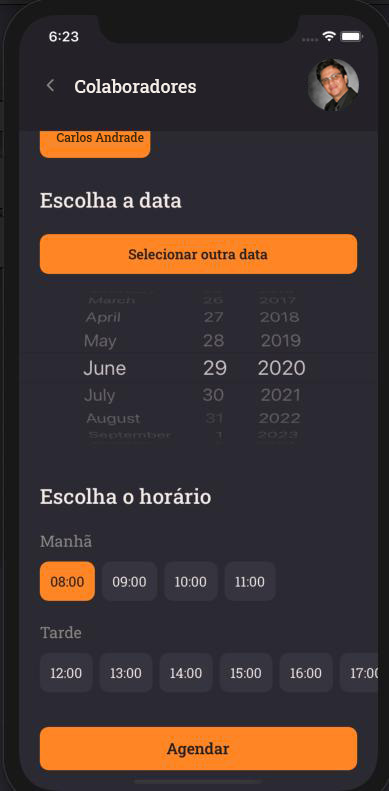 6:23
Colaboradores
Carlos Andrade
Escolha a data
Selecionar outra data
March 26 2017
April 27 2018
May 28 2019
June 29 2020
July 30 2021
August 31 2022
September 1 2023
Escolha o horário
Manhã
08:00 09:00 10:00 11:00
Tarde
12:00 13:00 14:00 15:00 16:00 17:00
Agendar